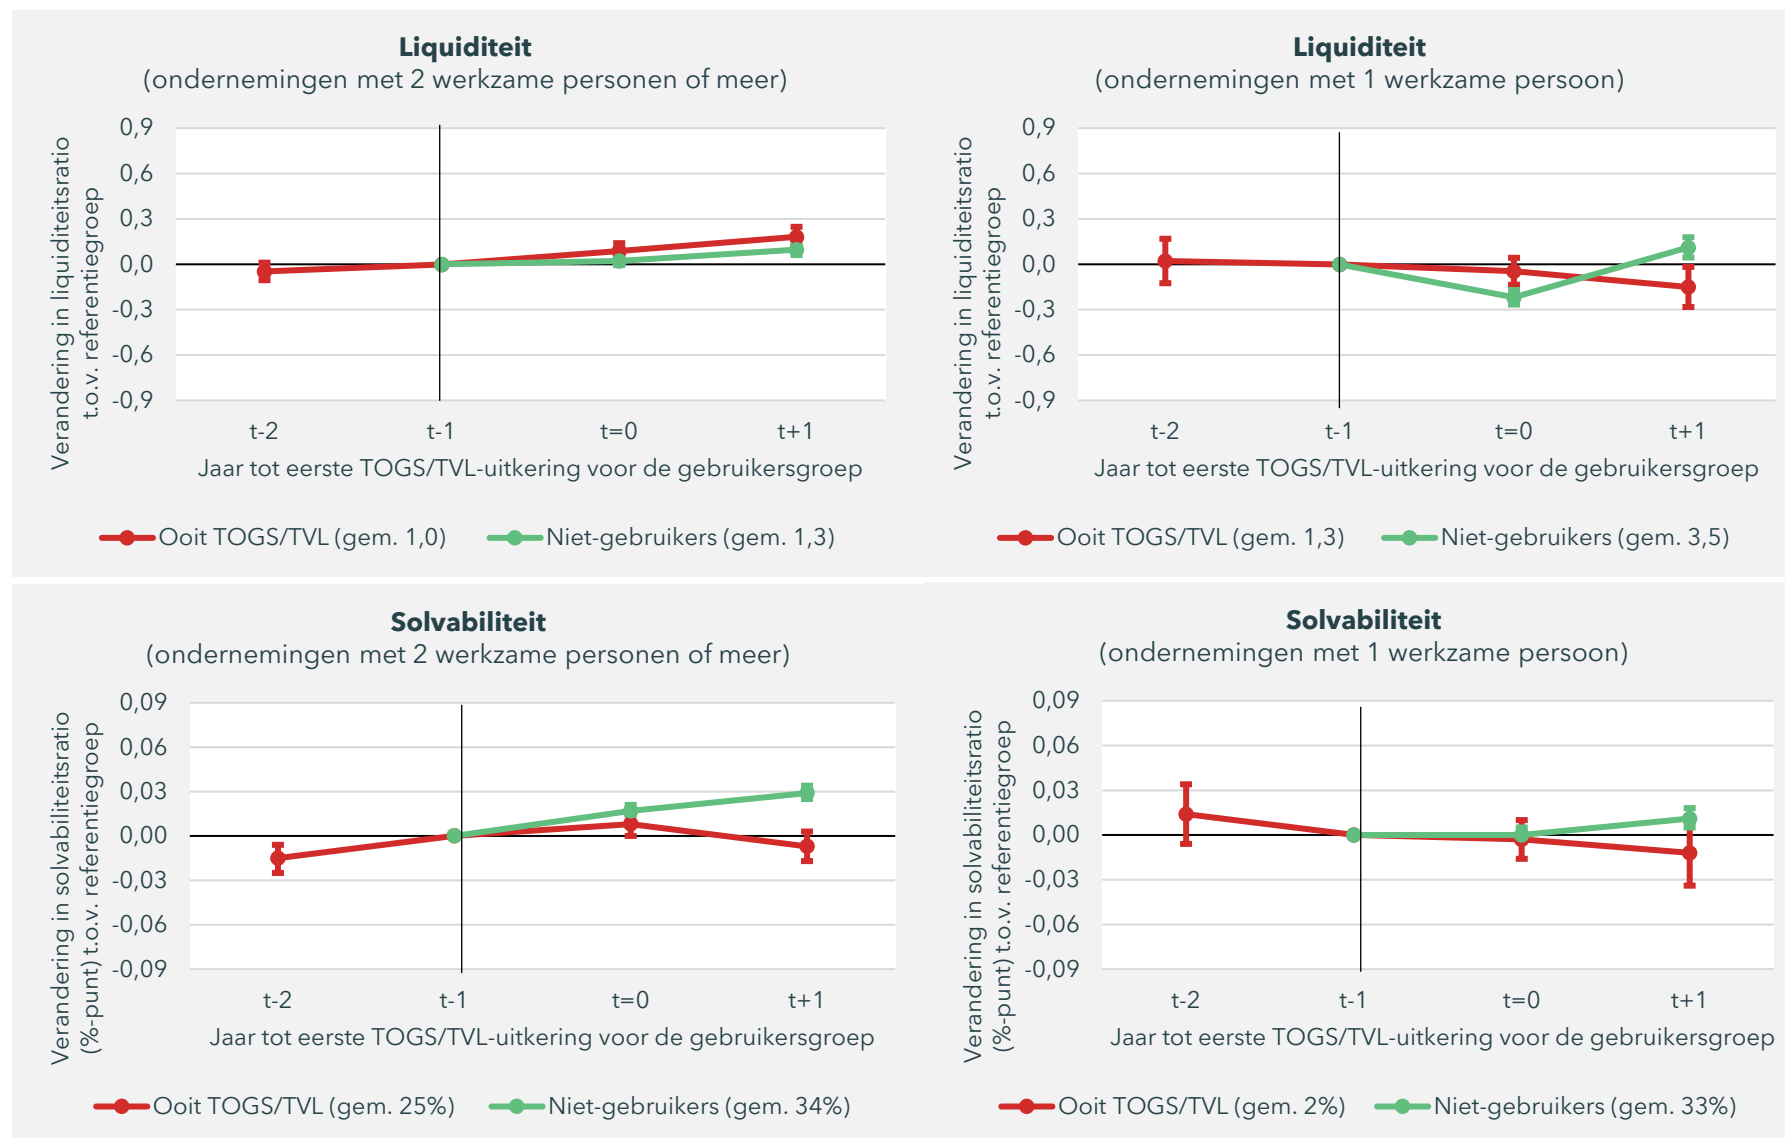 Liquiditeit
(ondernemingen met 2 werkzame personen of meer)
Verandering in liquiditeitsratio
t.o.v. referentiegroep
0,9
0,6
0,3
0,0
-0,3
-0,6
-0,9
t-2
t-1
t=0
t+1
Jaar tot eerste TOGS/TVL-uitkering voor de gebruikersgroep
Ooit TOGS/TVL (gem. 1,0)
Niet-gebruikers (gem. 1,3)
Liquiditeit
(ondernemingen met 1 werkzame persoon)
Verandering in liquiditeitsratio
t.o.v. referentiegroep
0,9
0,6
0,3
0,0
-0,3
-0,6
-0,9
t-2
t-1
t=0
t+1
Jaar tot eerste TOGS/TVL-uitkering voor de gebruikersgroep
Ooit TOGS/TVL (gem. 1,3)
Niet-gebruikers (gem. 3,5)
Solvabiliteit
(ondernemingen met 2 werkzame personen of meer)
Verandering in solvabiliteitsratio
(%-punt) t.o.v. referentiegroep
0,09
0,06
0,03
0,00
-0,03
-0,06
-0,09
t-2
t-1
t=0
t+1
Jaar tot eerste TOGS/TVL-uitkering voor de gebruikersgroep
Ooit TOGS/TVL (gem. 25%)
Niet-gebruikers (gem. 34%)
Solvabiliteit
(ondernemingen met 1 werkzame persoon)
Verandering in solvabiliteitsratio
(%-punt) t.o.v. referentiegroep
0,09
0,06
0,03
0,00
-0,03
-0,06
-0,09
t-2
t-1
t=0
t+1
Jaar tot eerste TOGS/TVL-uitkering voor de gebruikersgroep
Ooit TOGS/TVL (gem. 2%)
Niet-gebruikers (gem. 33%)